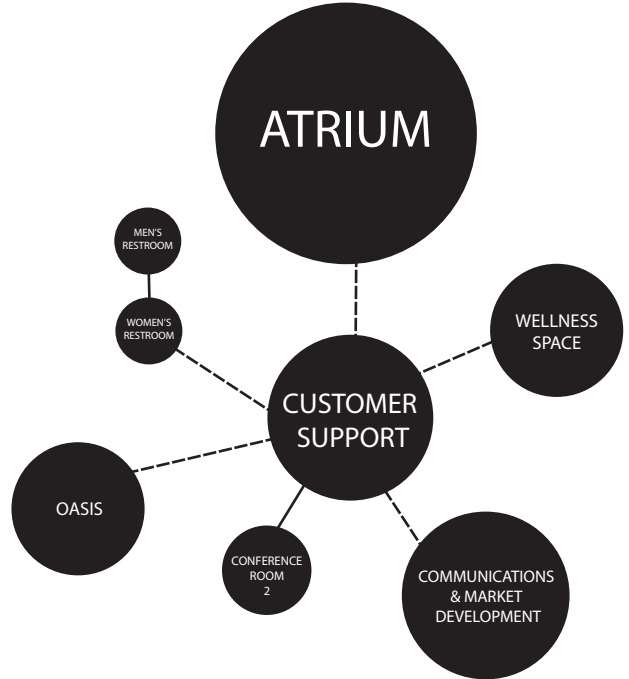 ATRIUM
MEN'S
RESTROOM
WOMEN'S
RESTROOM
WELLNESS
SPACE
CUSTOMER
SUPPORT
OASIS
CONFERENCE
ROOM
2
COMMUNICATIONS
& MARKET
DEVELOPMENT